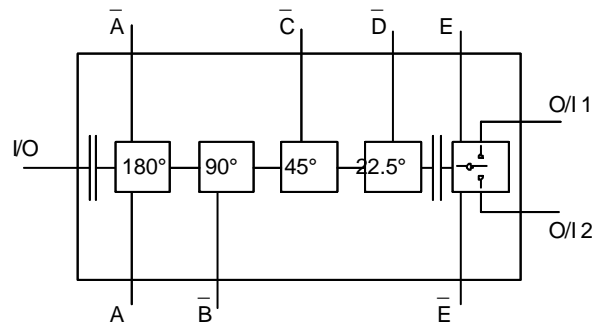 A̅ C̅ D̅ E
O/I 1
I/O
180° 90° 45° 22.5°
O/I 2
A B̅ E̅